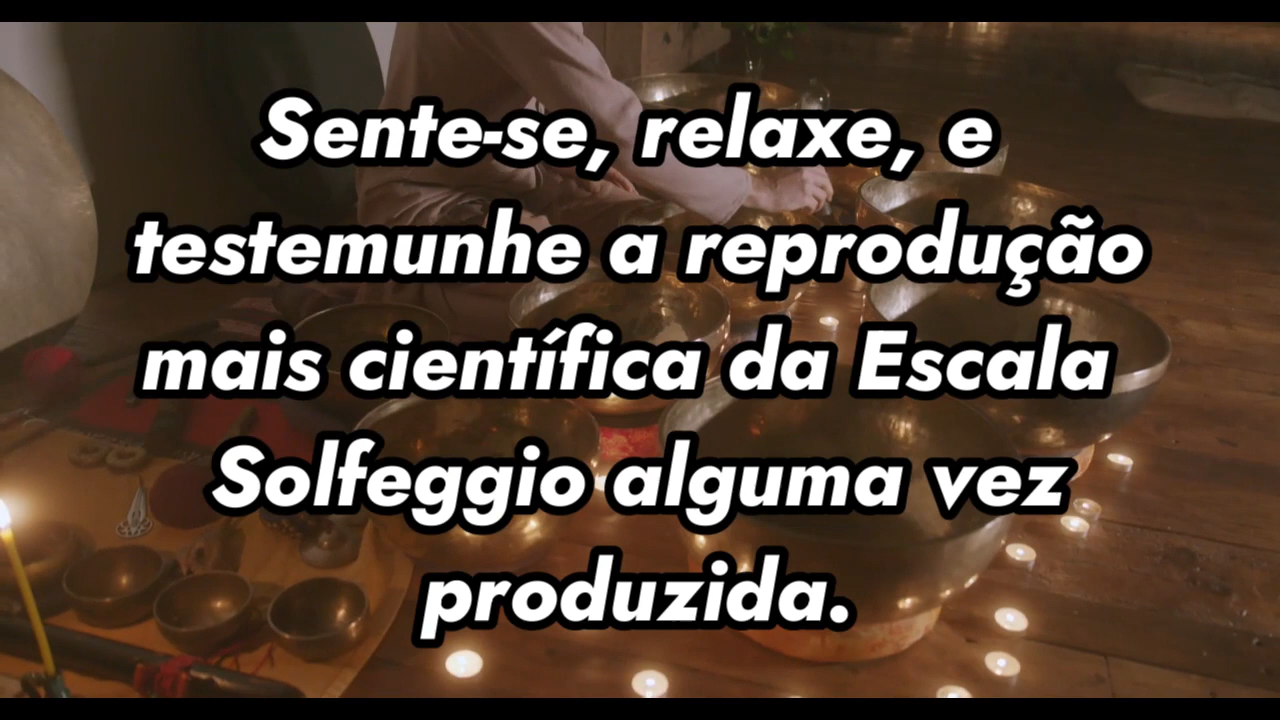 Sente-se, relaxe, e
testemunhe a reprodução
mais científica da Escala
Solfeggio alguma vez
produzida.